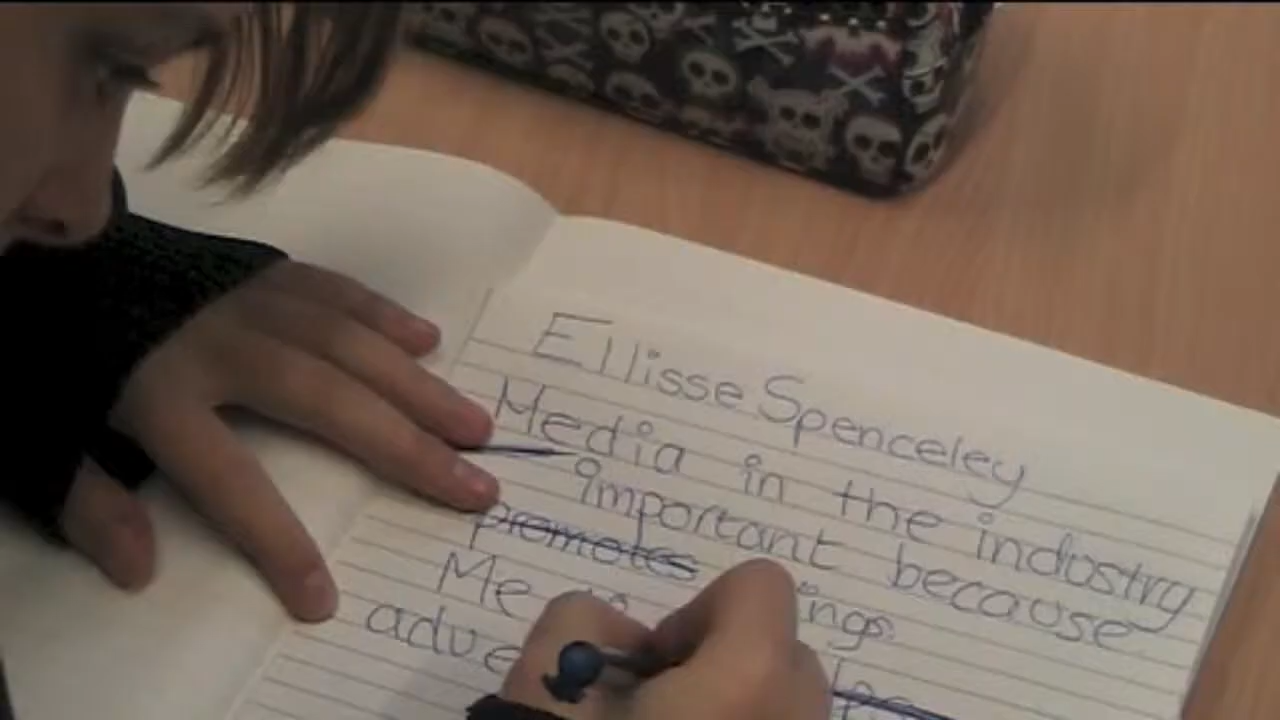 Ellisse Spenceley
Media in the industry
important because
promotes ings.
Me
adve